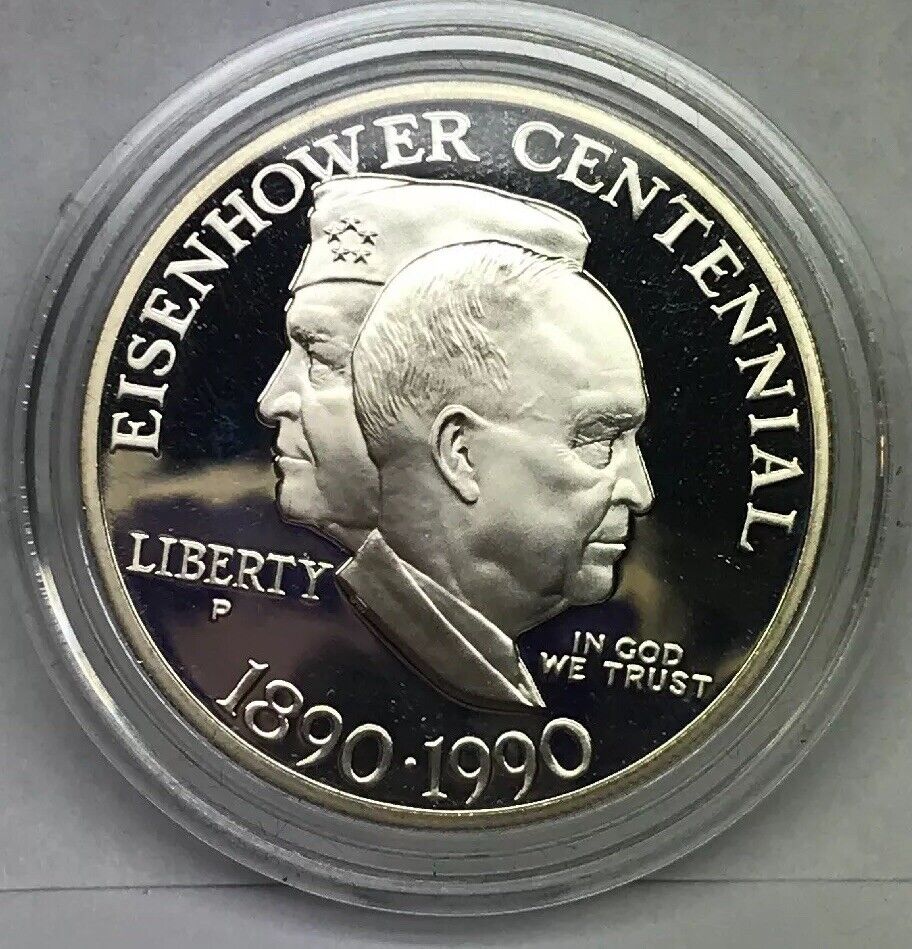 EISENHOWER CENTENNIAL
LIBERTY
P
IN GOD
WE TRUST
1890·1990